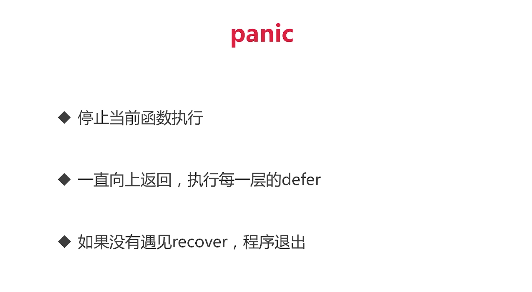 panic
◆ 停止当前函数执行
◆ 一直向上返回，执行每一层的defer
◆ 如果没有遇见recover，程序退出